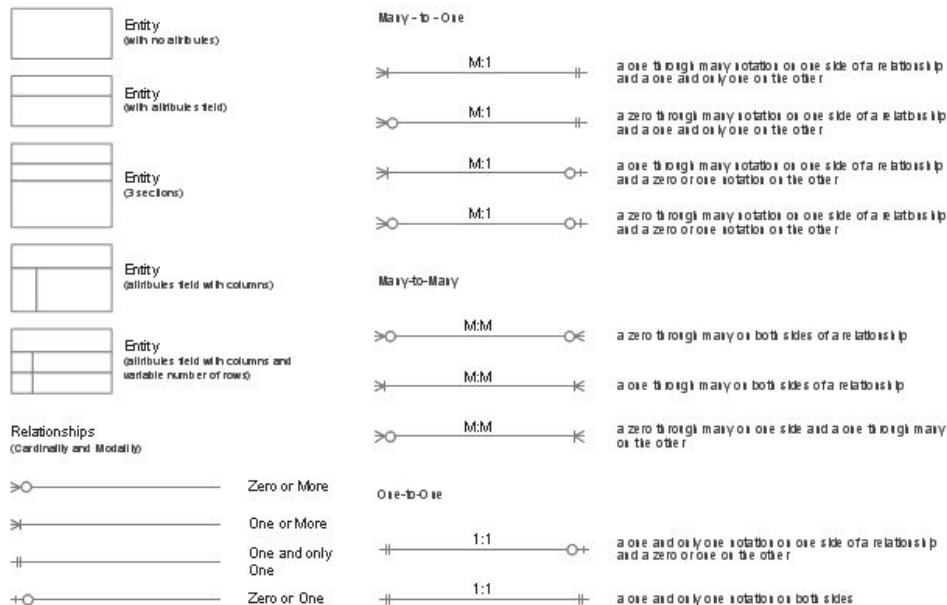 Entity
(with no attributes)
Entity
(with attributes field)
Entity
(3 sections)
Entity
(attributes field with columns)
Entity
(attributes field with columns and
variable number of rows)
Relationships
(Cardinality and Modality)
Zero or More
One or More
One and only
One
Zero or One
Many - to - One
M:1
a one through many notation on one side of a relationship
and a one and only one on the other
M:1
a zero through many notation on one side of a relationship
and a one and only one on the other
M:1
a one through many notation on one side of a relationship
and a zero or one notation on the other
M:1
a zero through many notation on one side of a relationship
and a zero or one notation on the other
Many-to-Many
M:M
a zero through many on both sides of a relationship
M:M
a one through many on both sides of a relationship
M:M
a zero through many on one side and a one through many
on the other
One-to-One
1:1
a one and only one notation on one side of a relationship
and a zero or one on the other
1:1
a one and only one notation on both sides